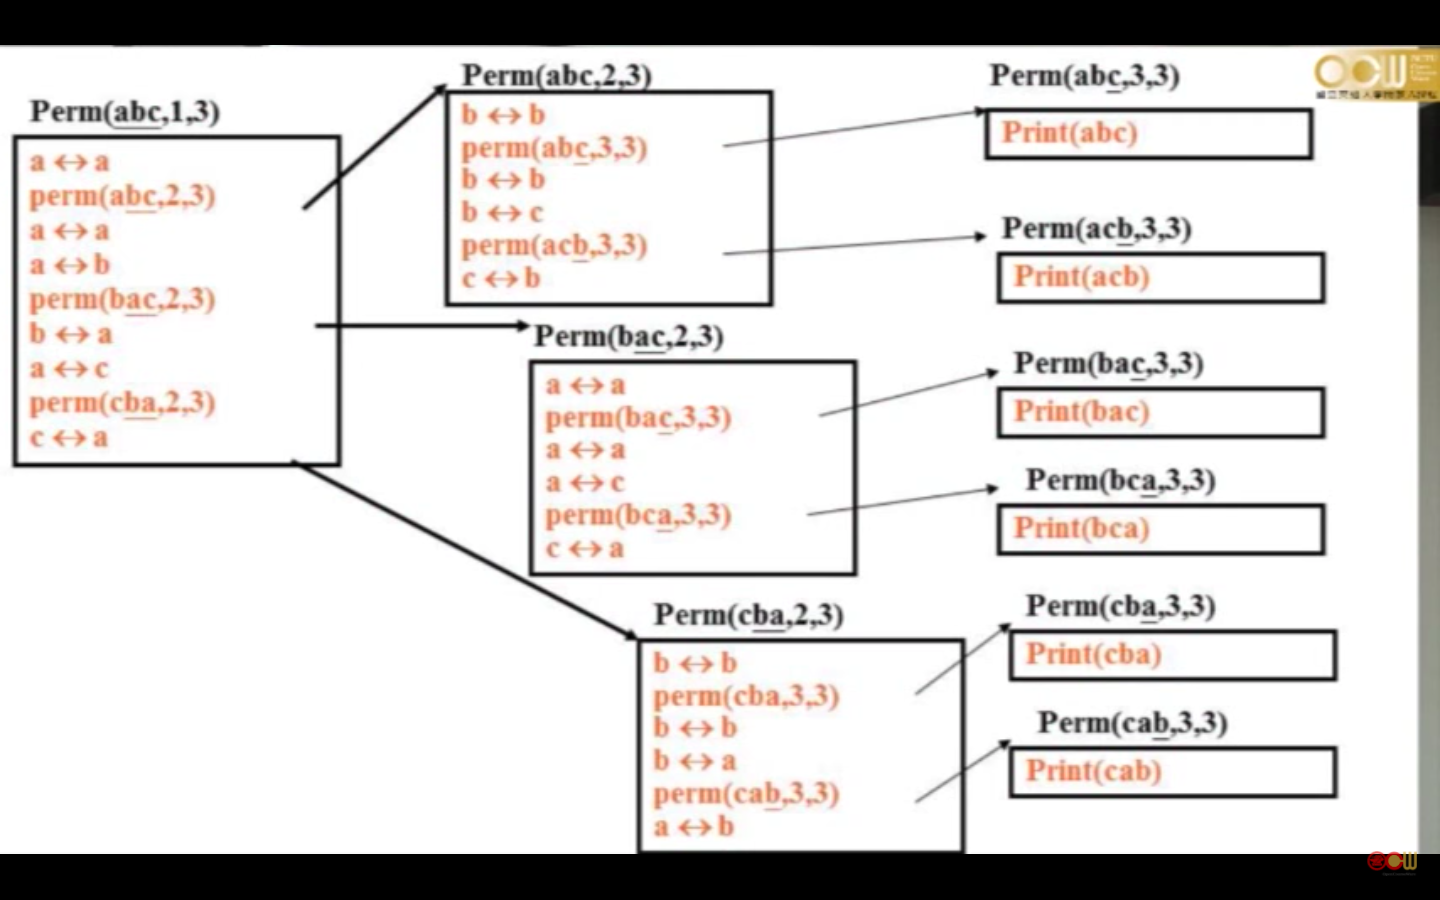 Perm(abc,1,3)
a ↔ a
perm(abc,2,3)
a ↔ a
a ↔ b
perm(bac,2,3)
b ↔ a
a ↔ c
perm(cba,2,3)
c ↔ a
Perm(abc,2,3)
b ↔ b
perm(abc,3,3)
b ↔ b
b ↔ c
perm(acb,3,3)
c ↔ b
Perm(bac,2,3)
a ↔ a
perm(bac,3,3)
a ↔ a
a ↔ c
perm(bca,3,3)
c ↔ a
Perm(cba,2,3)
b ↔ b
perm(cba,3,3)
b ↔ b
b ↔ a
perm(cab,3,3)
a ↔ b
Perm(abc,3,3)
Print(abc)
Perm(acb,3,3)
Print(acb)
Perm(bac,3,3)
Print(bac)
Perm(bca,3,3)
Print(bca)
Perm(cba,3,3)
Print(cba)
Perm(cab,3,3)
Print(cab)
OCW
OCW